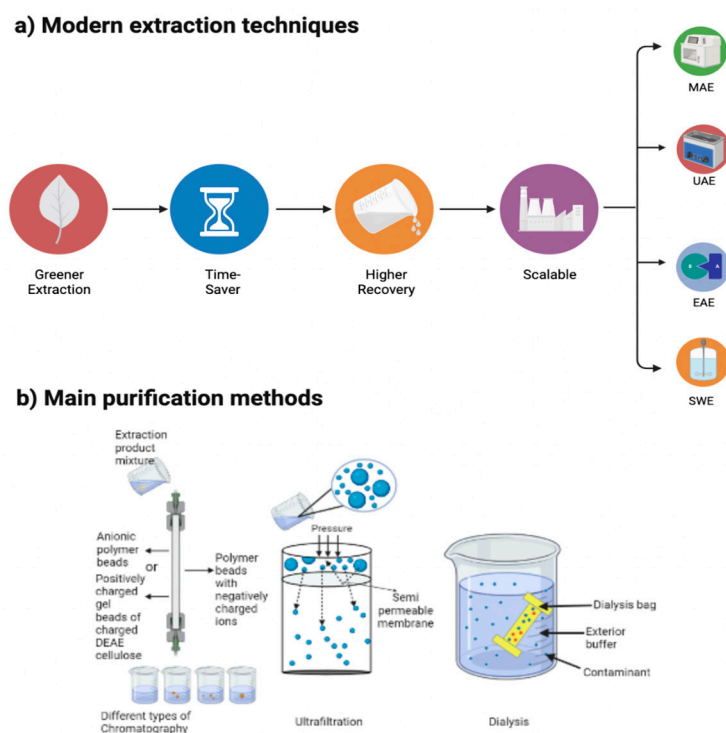 a) Modern extraction techniques
MAE
UAE
EAE
SWE
Greener
Extraction
Time-
Saver
Higher
Recovery
Scalable
b) Main purification methods
Extraction
product
mixture
Anionic
polymer
beads
or
Positively
charged
gel
beads of
charged
DEAE
cellulose
Polymer
beads
with
negatively
charged
ions
Different types of
Chromatography
Pressure
Semi
permeable
membrane
Ultrafiltration
Dialysis bag
Exterior
buffer
Contaminant
Dialysis